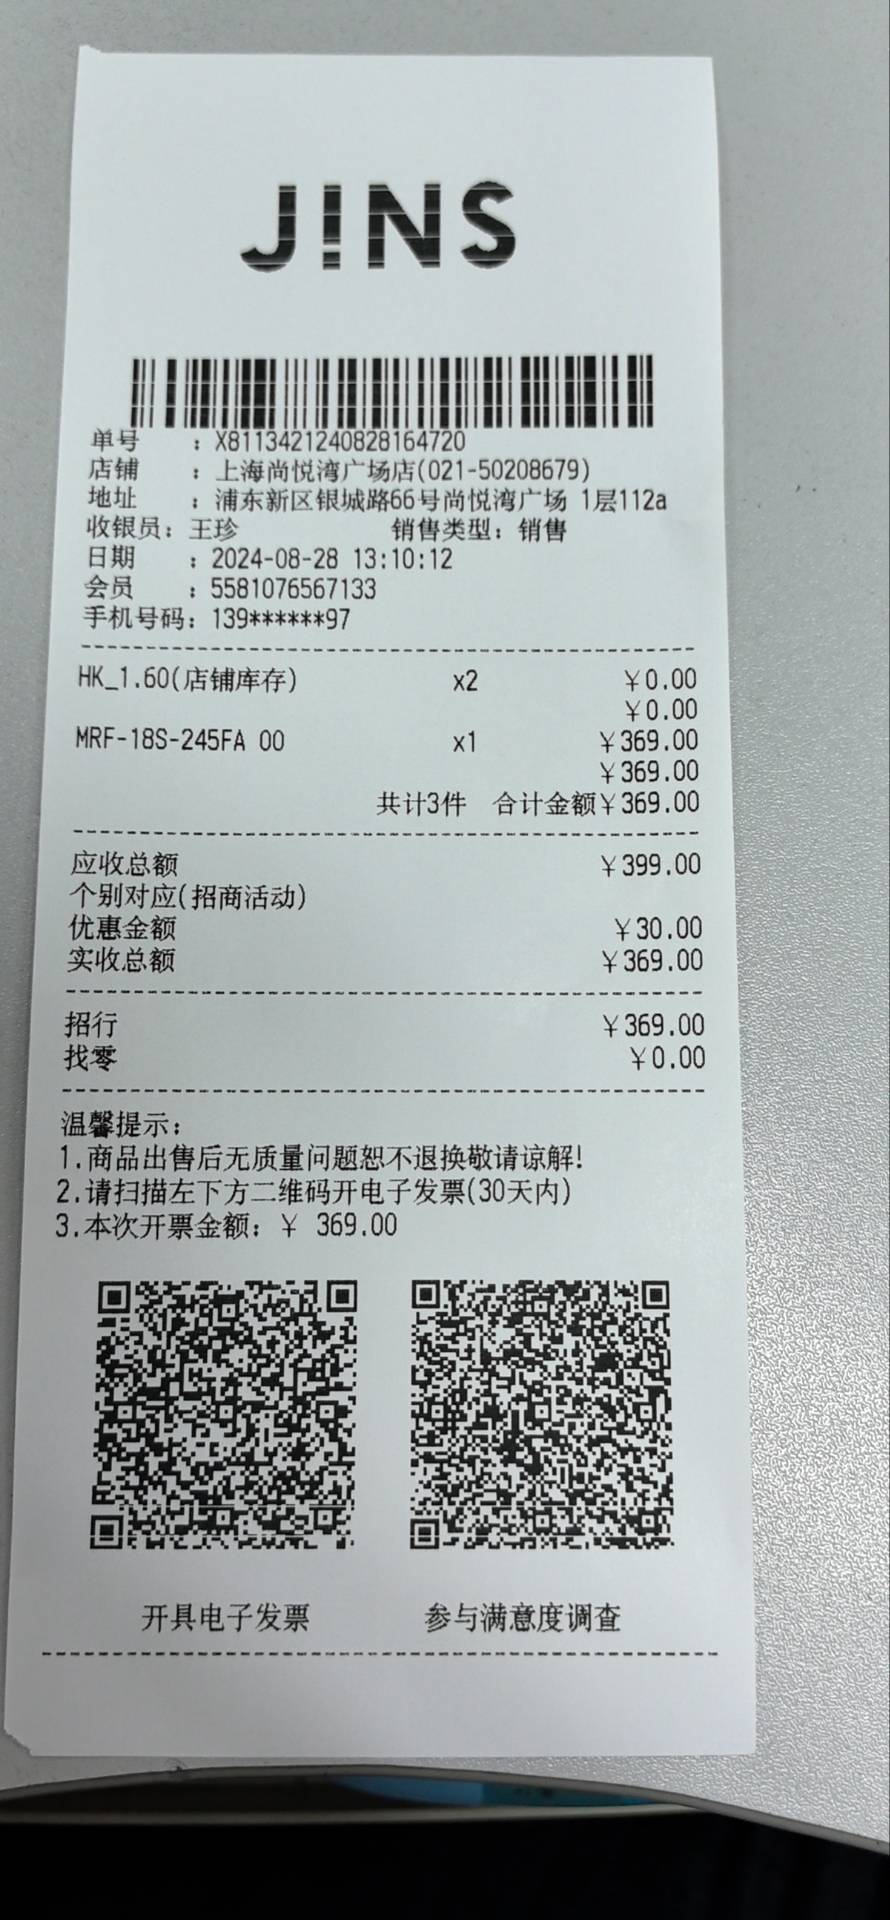 J!NS
单号 : X8113421240828164720
店铺 : 上海尚悦湾广场店(021-50208679)
地址 : 浦东新区银城路66号尚悦湾广场 1层112a
收银员: 王珍 销售类型: 销售
日期 : 2024-08-28 13:10:12
会员 : 5581076567133
手机号码: 139******97
HK_1.60(店铺库存) x2 ￥0.00
￥0.00
MRF-18S-245FA 00 x1 ￥369.00
￥369.00
共计3件 合计金额￥369.00
应收总额 ￥399.00
个别对应(招商活动)
优惠金额 ￥30.00
实收总额 ￥369.00
招行 ￥369.00
找零 ￥0.00
温馨提示:
1.商品出售后无质量问题恕不退换敬请谅解!
2.请扫描左下方二维码开电子发票(30天内)
3.本次开票金额: ￥ 369.00
开具电子发票 参与满意度调查